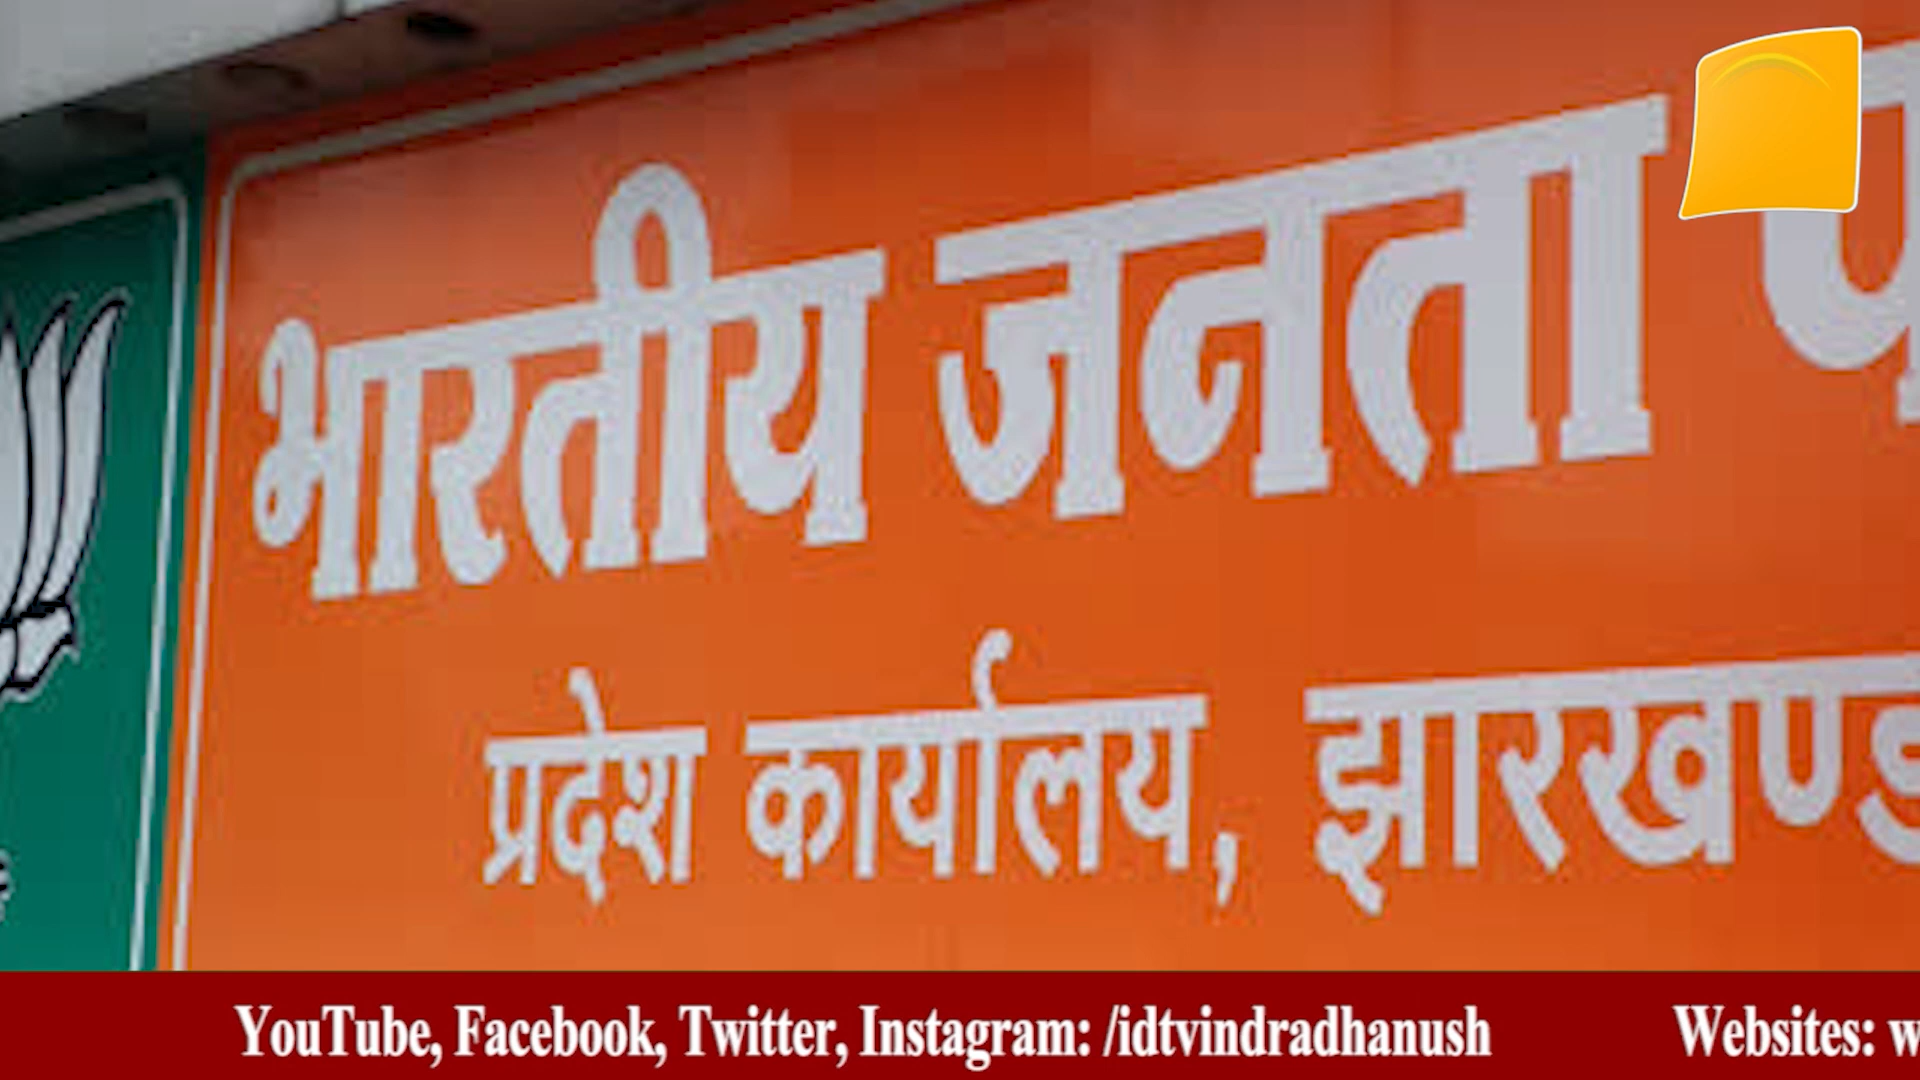 भारतीय जनता
प्रदेश कार्यालय, झारखण्ड
YouTube, Facebook, Twitter, Instagram: /idtvindradhanush Websites: